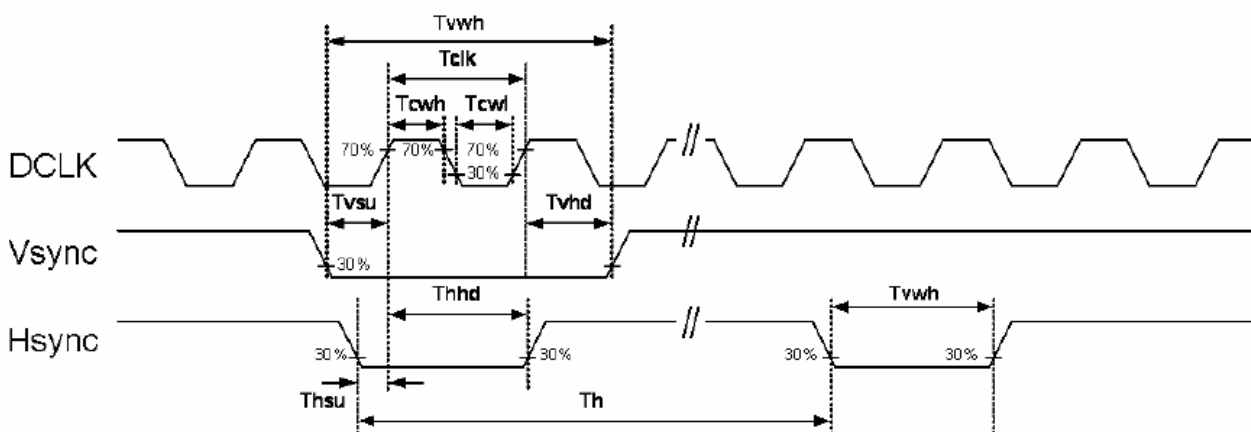 Tvwh
Tclk
Tcwh Tcwl
DCLK 70% 70% 70%
30%
Tvsu Tvhd
Vsync
30%
Thhd Tvwh
Hsync
30% 30% 30% 30%
Thsu Th